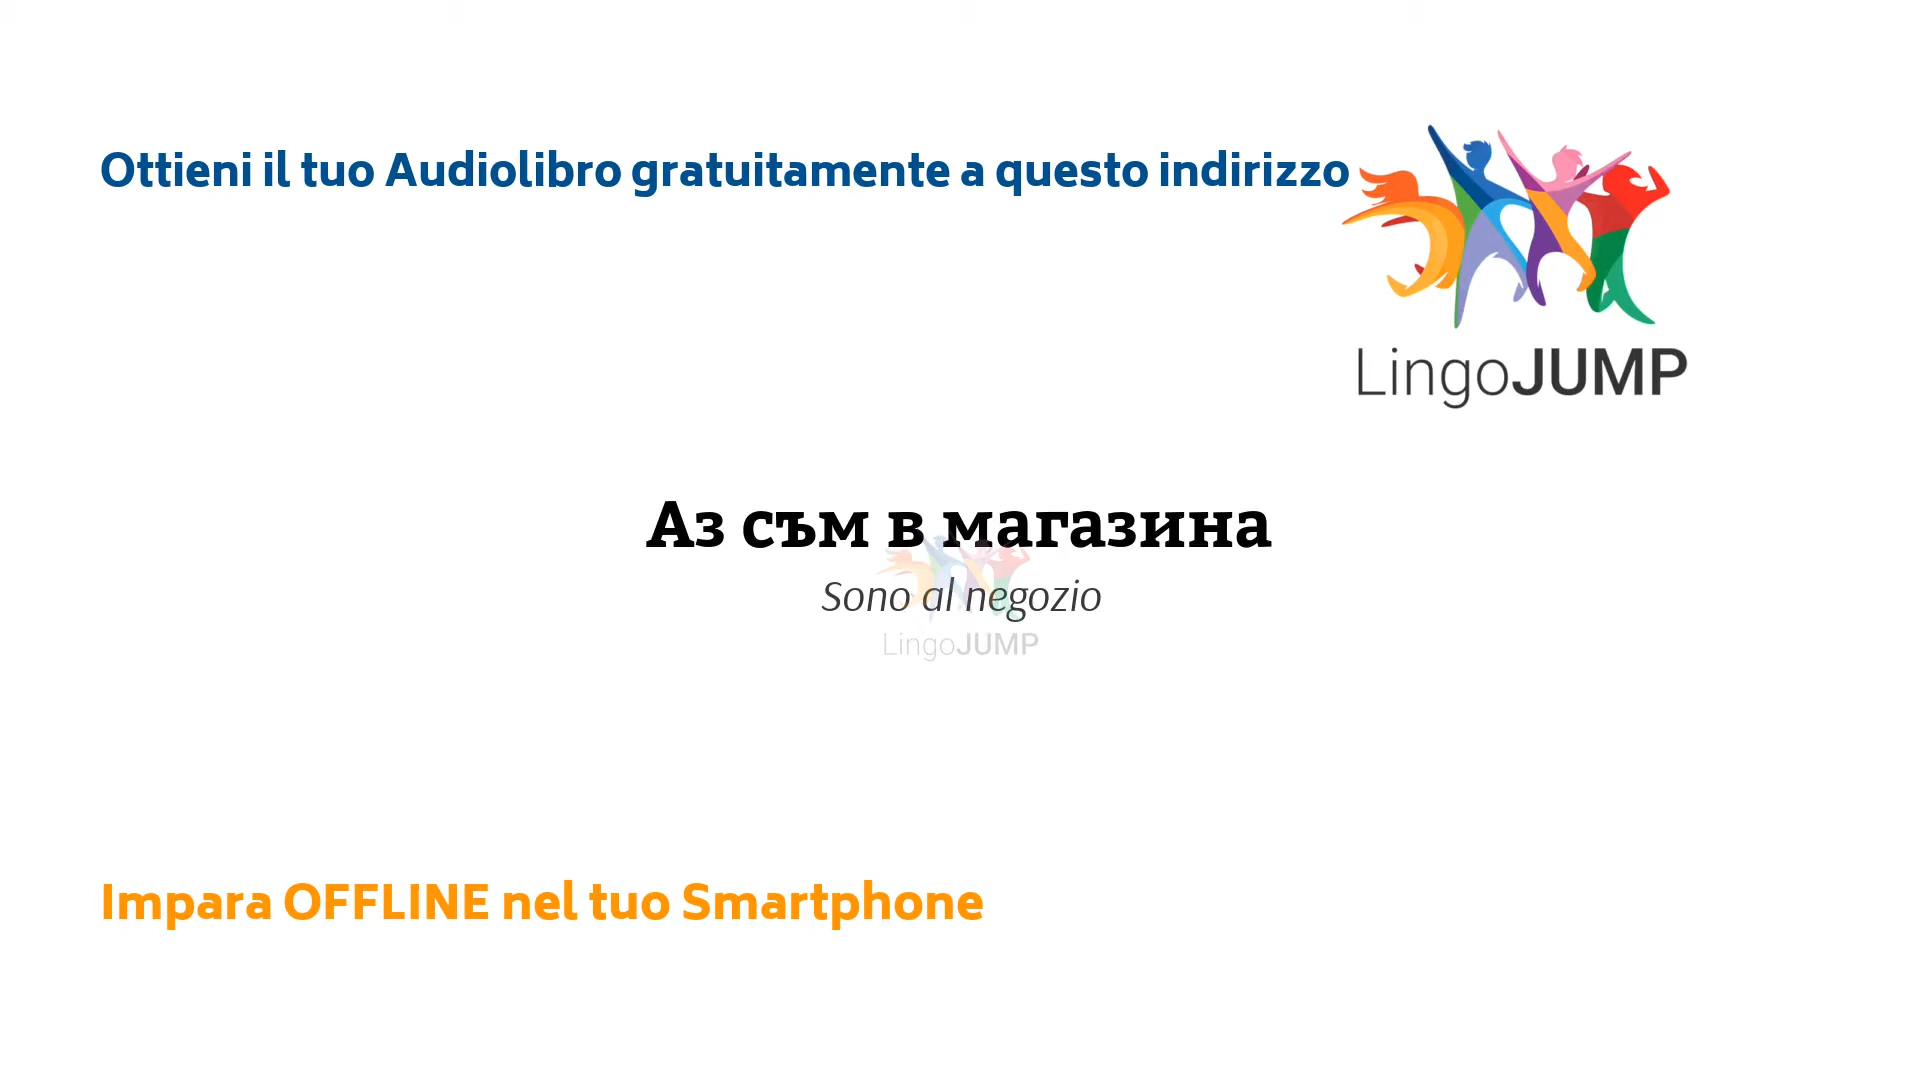 Ottieni il tuo Audiolibro gratuitamente a questo indirizzo
LingoJUMP
Аз съм в магазина
Sono al negozio
LingoJUMP
Impara OFFLINE nel tuo Smartphone